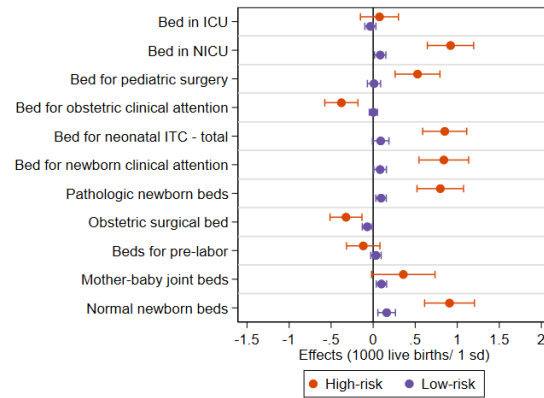 Bed in ICU
Bed in NICU
Bed for pediatric surgery
Bed for obstetric clinical attention
Bed for neonatal ITC - total
Bed for newborn clinical attention
Pathologic newborn beds
Obstetric surgical bed
Beds for pre-labor
Mother-baby joint beds
Normal newborn beds
-1.5 -1 -.5 0 .5 1 1.5 2
Effects (1000 live births/ 1 sd)
High-risk Low-risk